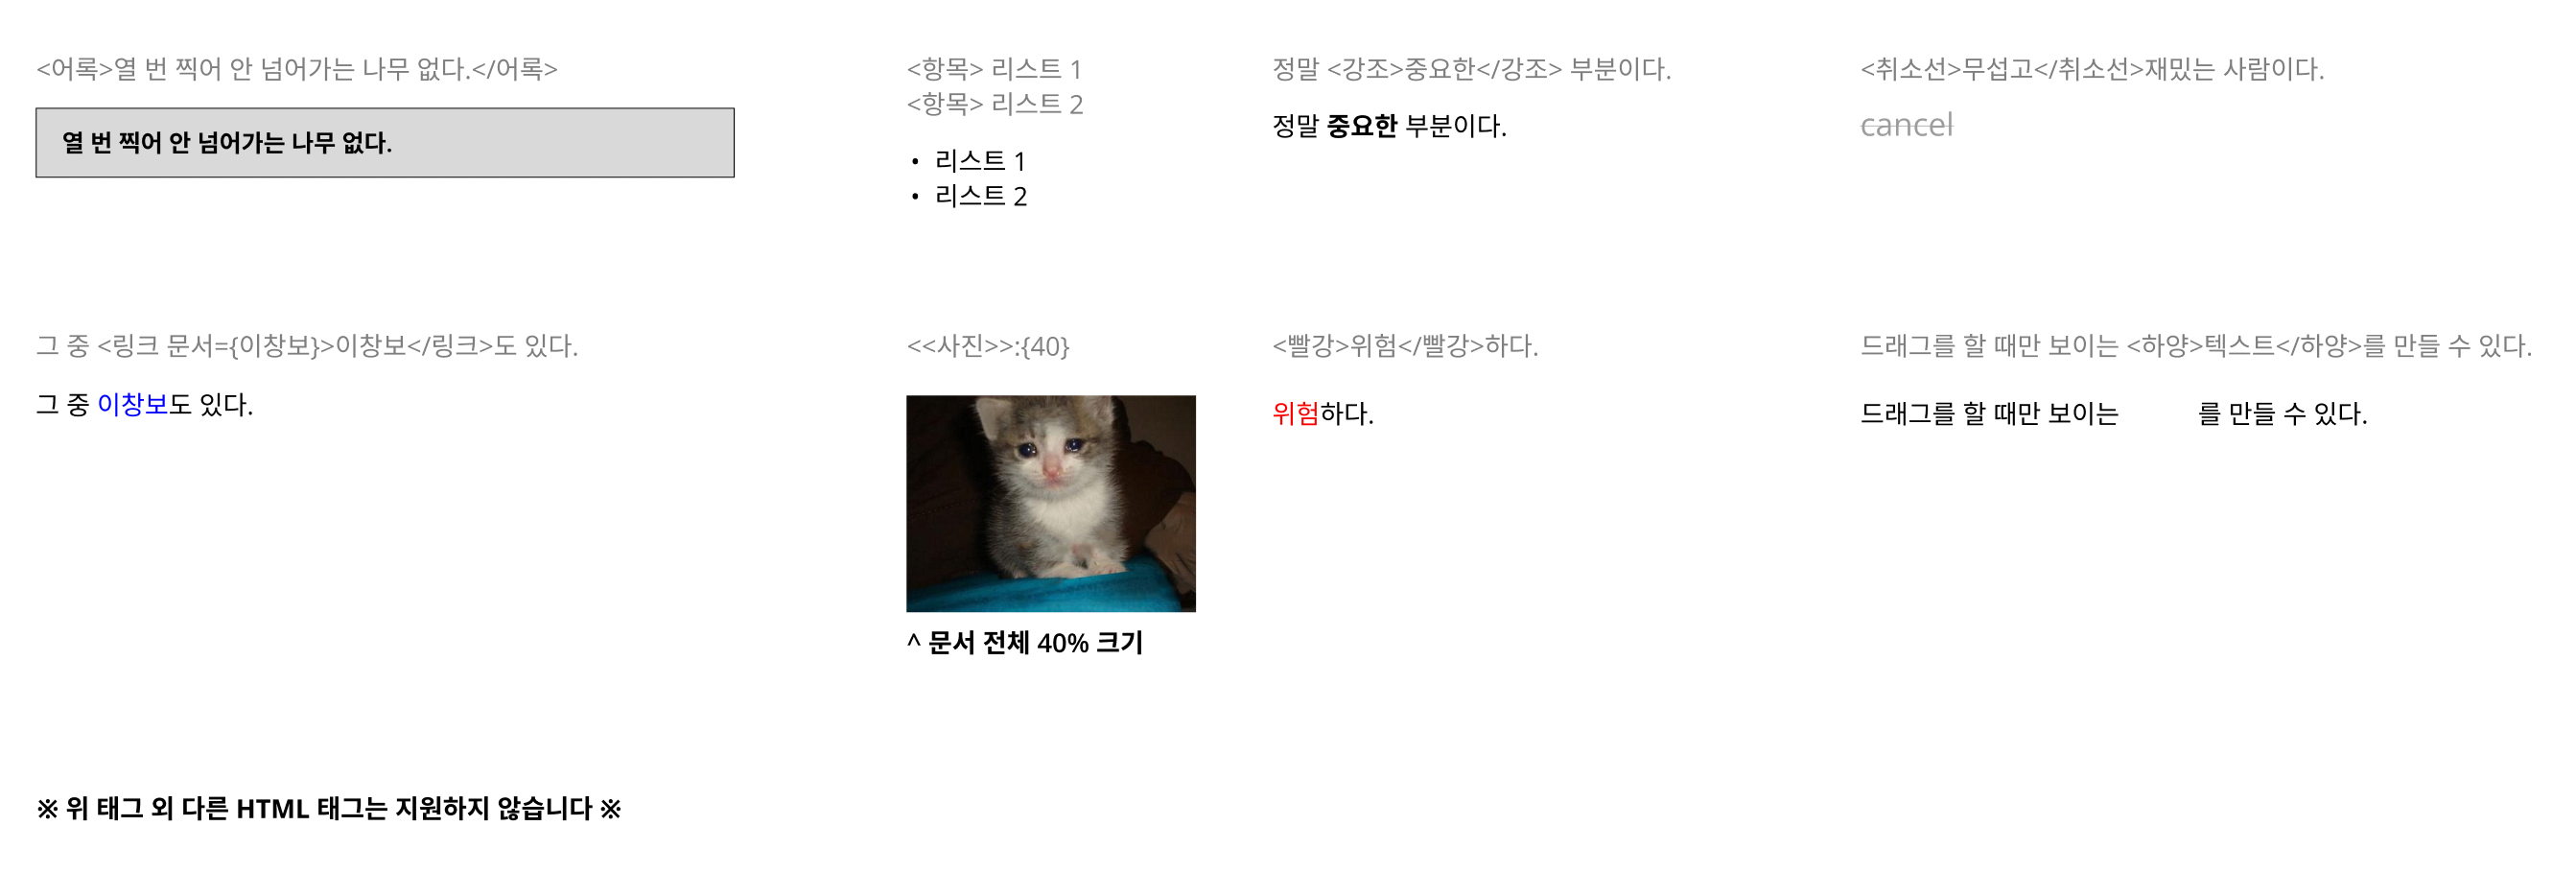 <어록>열 번 찍어 안 넘어가는 나무 없다.</어록>
열 번 찍어 안 넘어가는 나무 없다.
<항목> 리스트 1
<항목> 리스트 2
• 리스트 1
• 리스트 2
정말 <강조>중요한</강조> 부분이다.
정말 중요한 부분이다.
<취소선>무섭고</취소선>재밌는 사람이다.
cancel
그 중 <링크 문서={이창보}>이창보</링크>도 있다.
그 중 이창보도 있다.
<<사진>>:{40}
^ 문서 전체 40% 크기
<빨강>위험</빨강>하다.
위험하다.
드래그를 할 때만 보이는 <하양>텍스트</하양>를 만들 수 있다.
드래그를 할 때만 보이는 를 만들 수 있다.
※ 위 태그 외 다른 HTML 태그는 지원하지 않습니다 ※